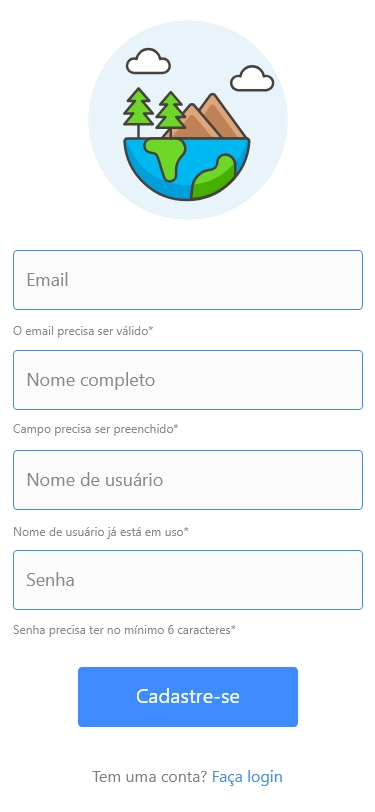 Email
O email precisa ser válido*
Nome completo
Campo precisa ser preenchido*
Nome de usuário
Nome de usuário já está em uso*
Senha
Senha precisa ter no mínimo 6 caracteres*
Cadastre-se
Tem uma conta? Faça login